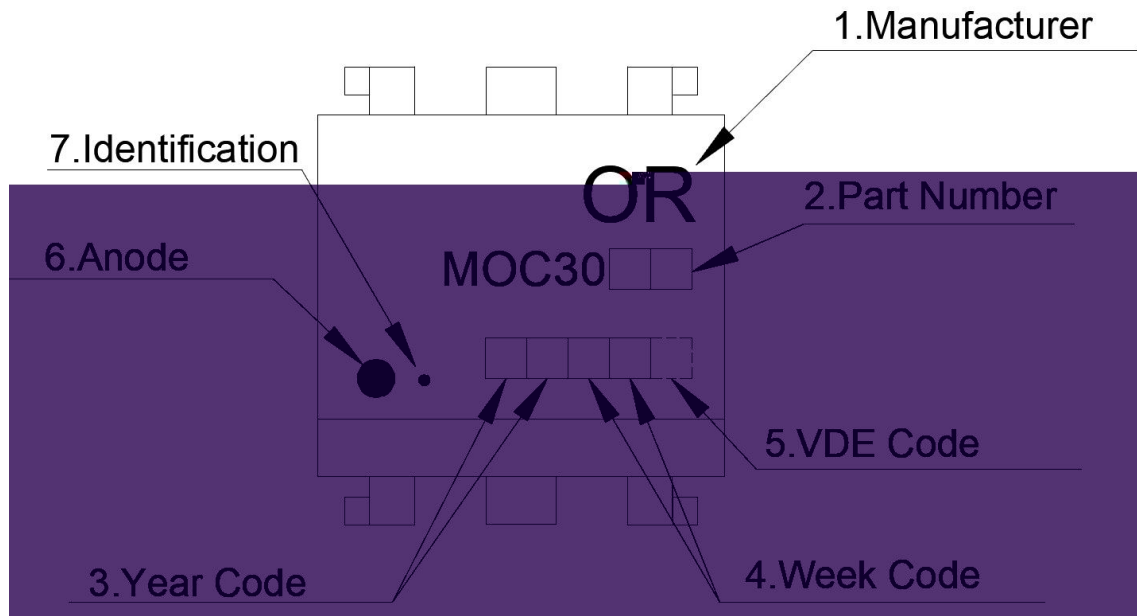 1.Manufacturer
7.Identification
OR
2.Part Number
6.Anode
MOC30
5.VDE Code
3.Year Code
4.Week Code